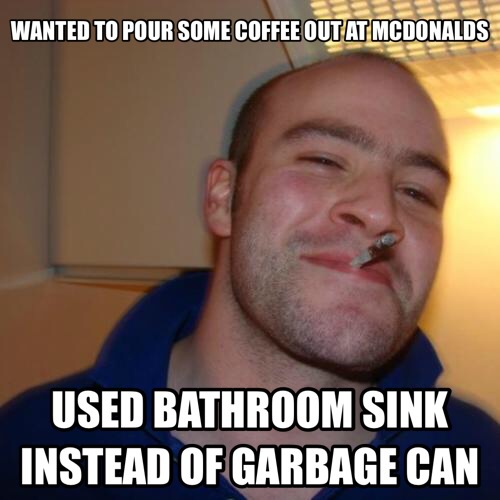 WANTED TO POUR SOME COFFEE OUT AT MCDONALDS
USED BATHROOM SINK
INSTEAD OF GARBAGE CAN